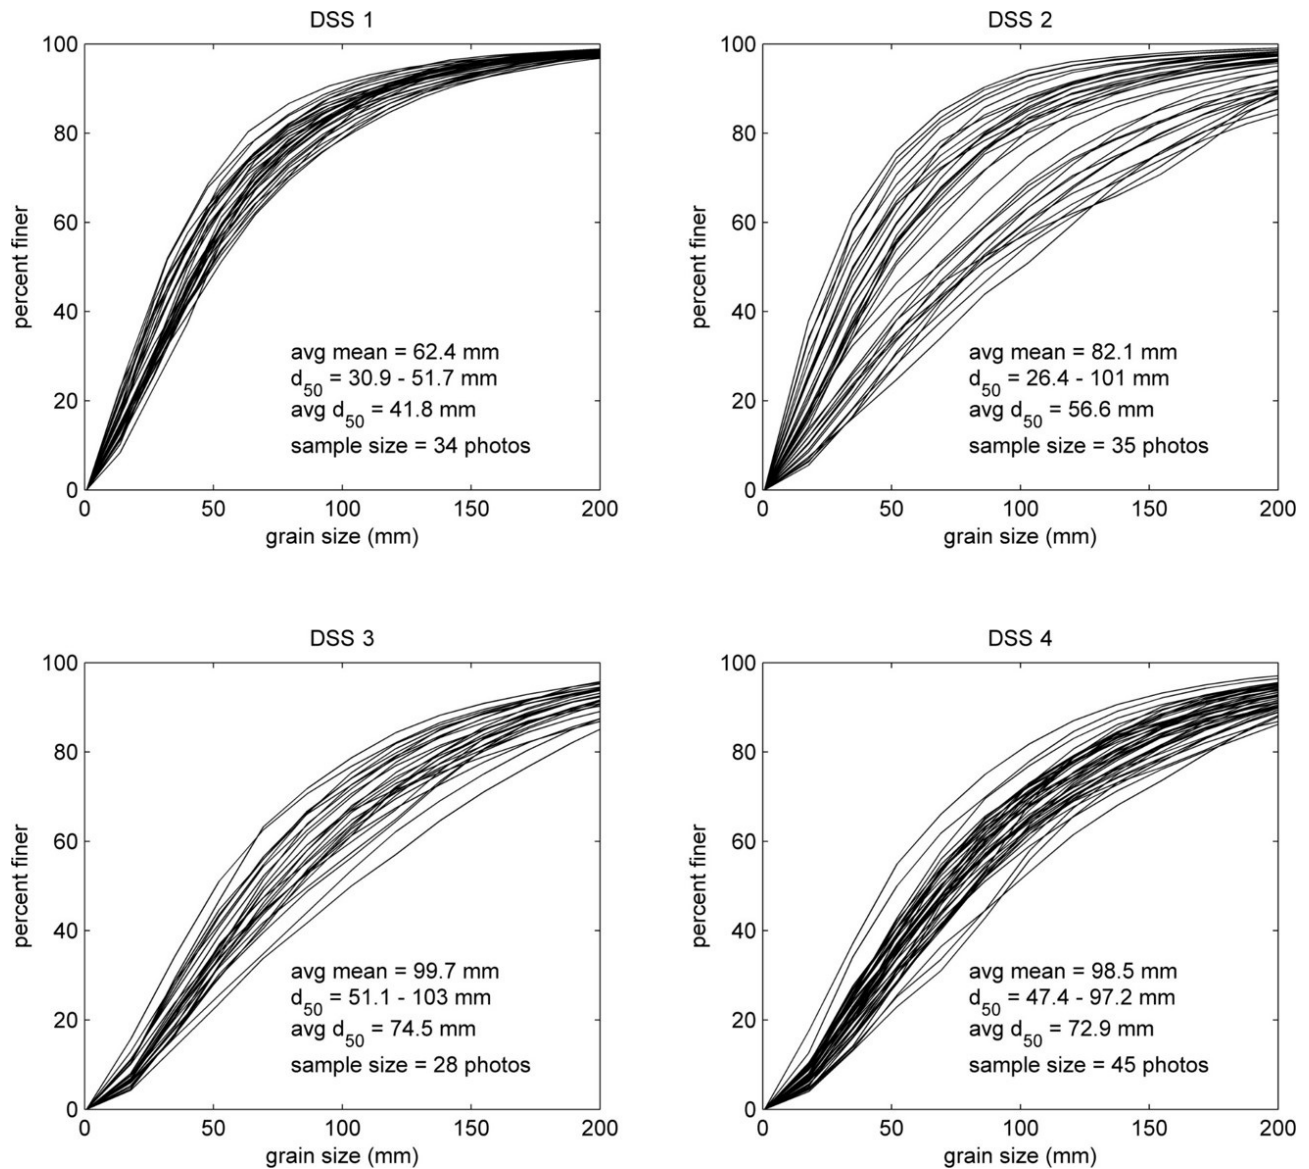 DSS 1
100
80
60
40
20
0
percent finer
avg mean = 62.4 mm
d50 = 30.9 - 51.7 mm
avg d50 = 41.8 mm
sample size = 34 photos
0 50 100 150 200
grain size (mm)
DSS 2
100
80
60
40
20
0
percent finer
avg mean = 82.1 mm
d50 = 26.4 - 101 mm
avg d50 = 56.6 mm
sample size = 35 photos
0 50 100 150 200
grain size (mm)
DSS 3
100
80
60
40
20
0
percent finer
avg mean = 99.7 mm
d50 = 51.1 - 103 mm
avg d50 = 74.5 mm
sample size = 28 photos
0 50 100 150 200
grain size (mm)
DSS 4
100
80
60
40
20
0
percent finer
avg mean = 98.5 mm
d50 = 47.4 - 97.2 mm
avg d50 = 72.9 mm
sample size = 45 photos
0 50 100 150 200
grain size (mm)